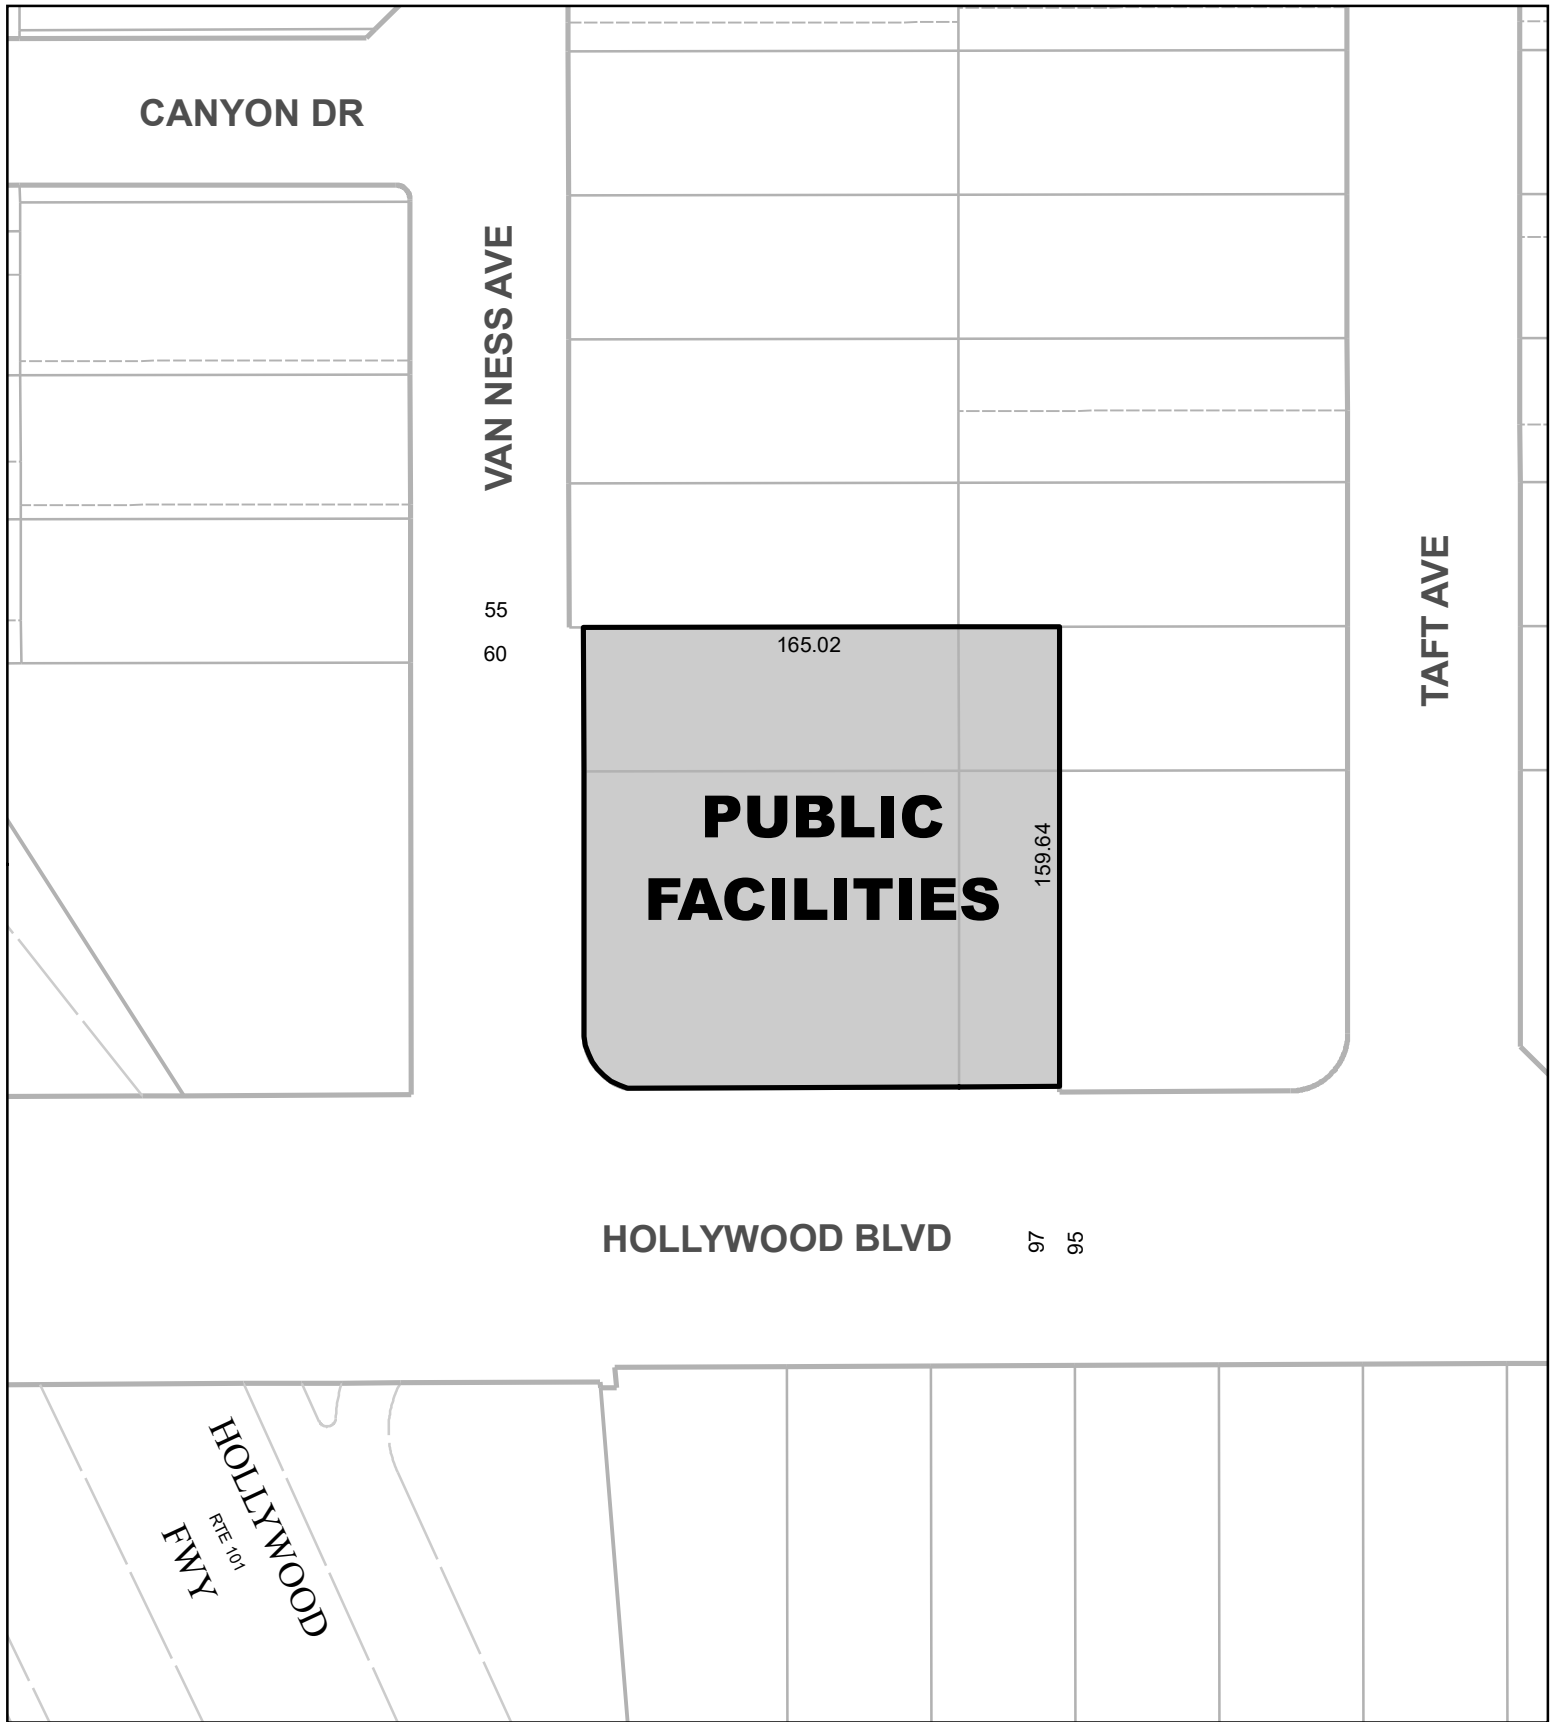 CANYON DR
VAN NESS AVE
55
60
165.02
TAFT AVE
PUBLIC
FACILITIES
159.64
HOLLYWOOD BLVD
97
95
HOLLYWOOD
RTE 101
FWY